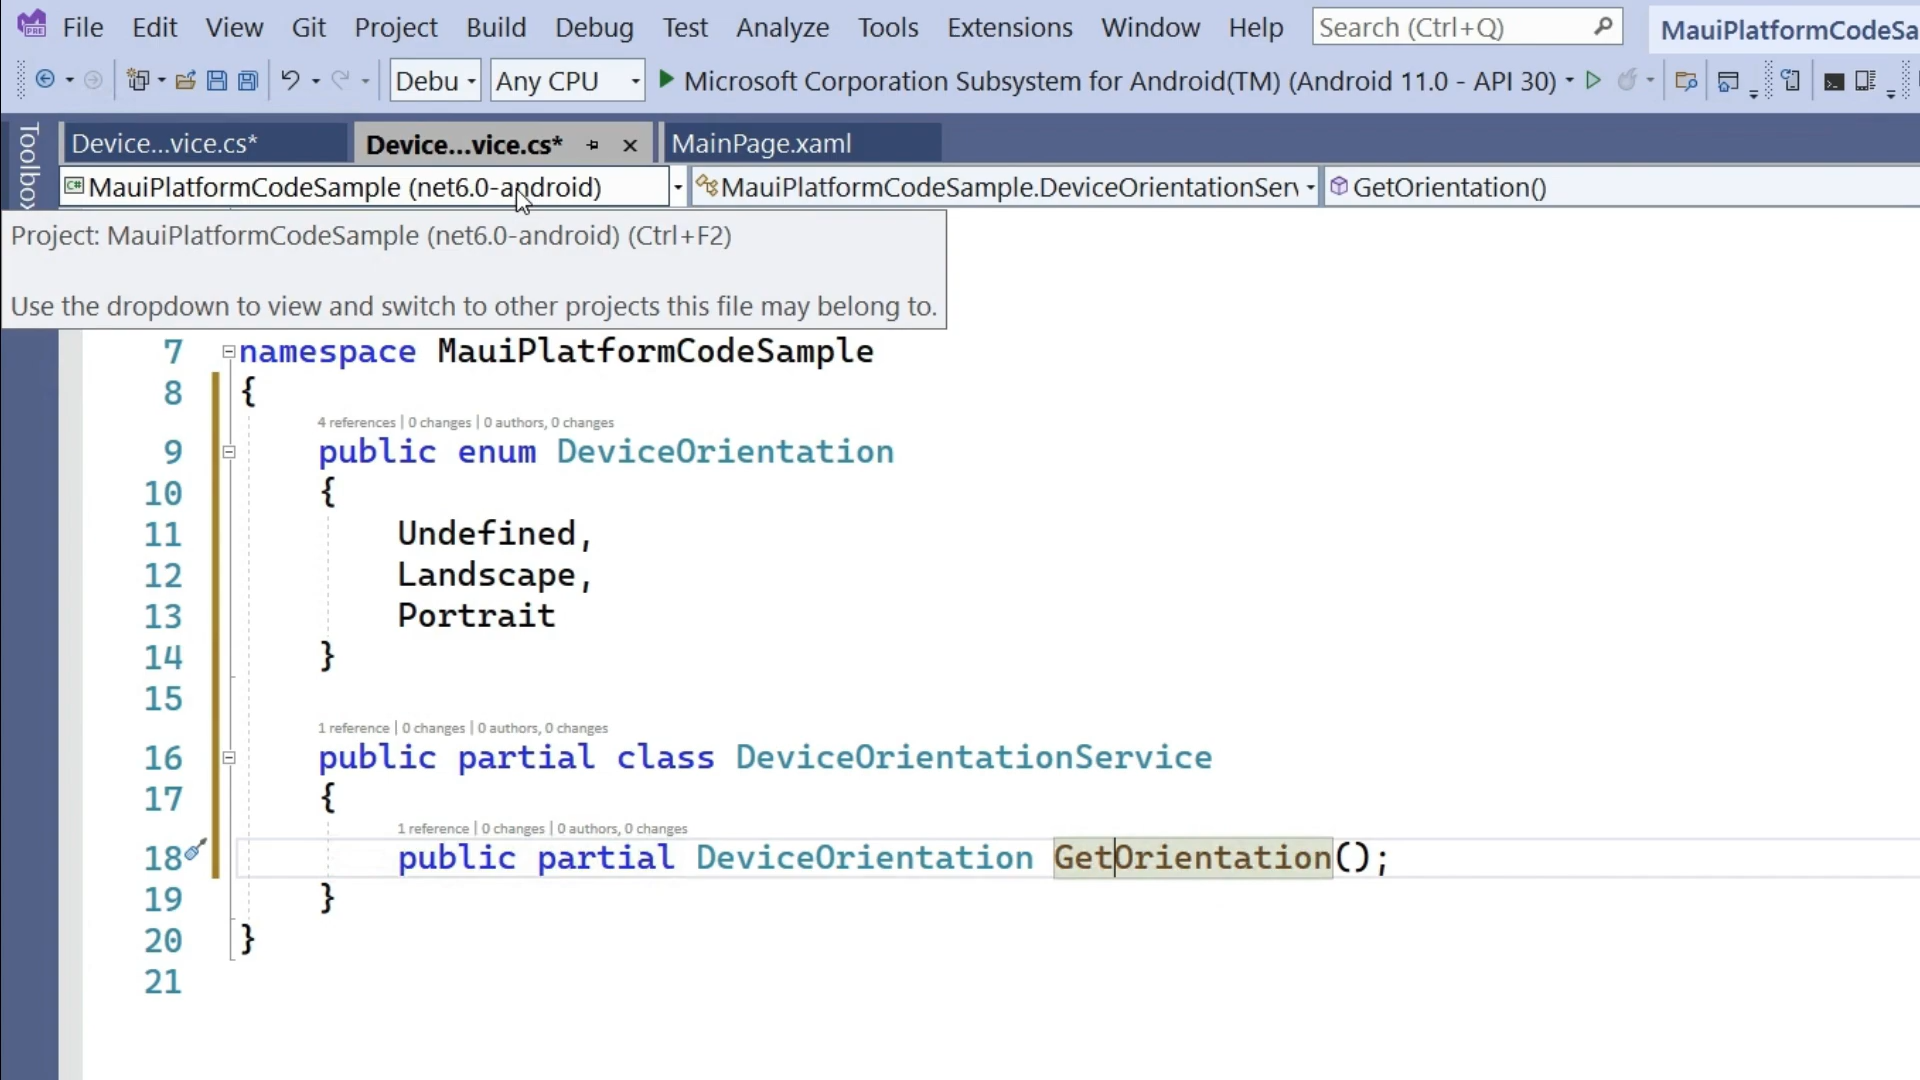 File Edit View Git Project Build Debug Test Analyze Tools Extensions Window Help Search (Ctrl+Q) MauiPlatformCodeSa
Debu Any CPU Microsoft Corporation Subsystem for Android(TM) (Android 11.0 - API 30)
Toolbox
Device...vice.cs* Device...vice.cs* MainPage.xaml
MauiPlatformCodeSample (net6.0-android) MauiPlatformCodeSample.DeviceOrientationServ GetOrientation()
Project: MauiPlatformCodeSample (net6.0-android) (Ctrl+F2)
Use the dropdown to view and switch to other projects this file may belong to.
7 namespace MauiPlatformCodeSample
8 {
4 references | 0 changes | 0 authors, 0 changes
9 public enum DeviceOrientation
10 {
11 Undefined,
12 Landscape,
13 Portrait
14 }
15
1 reference | 0 changes | 0 authors, 0 changes
16 public partial class DeviceOrientationService
17 {
1 reference | 0 changes | 0 authors, 0 changes
18 public partial DeviceOrientation GetOrientation();
19 }
20 }
21